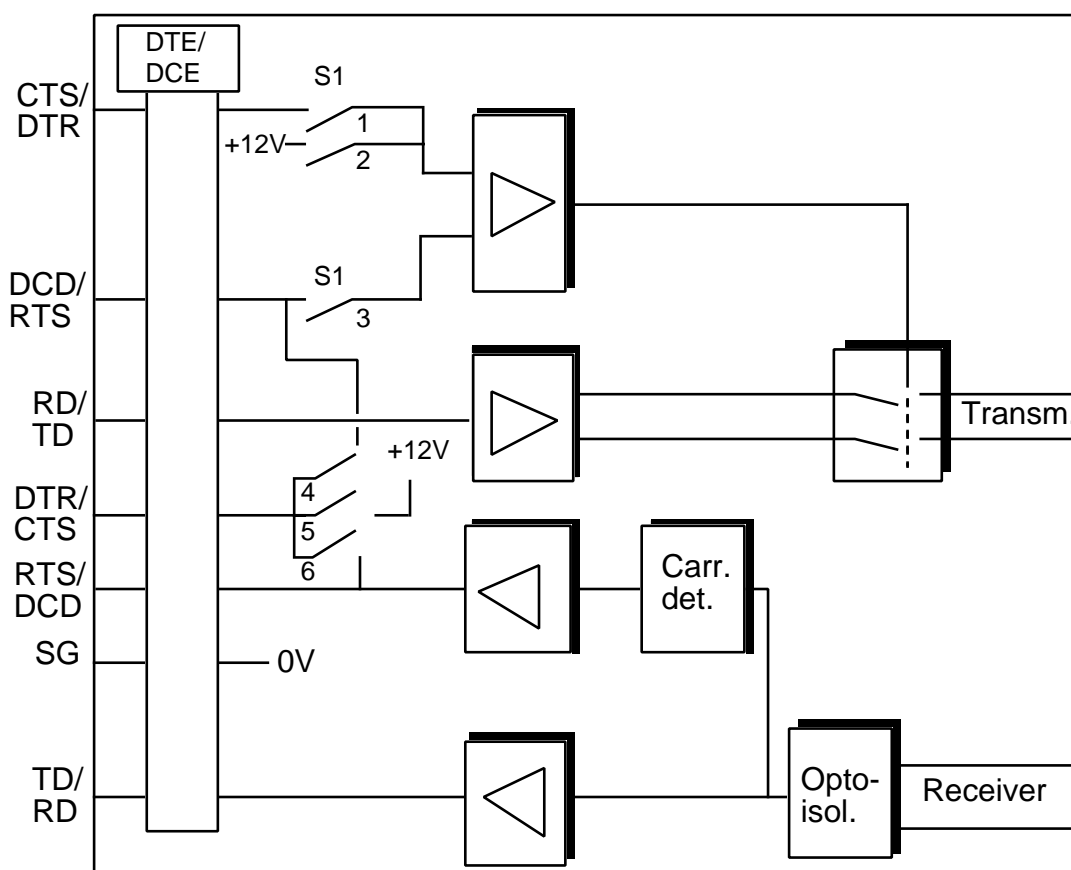 DTE/
DCE
S1
CTS/
DTR
1
+12V
2
S1
DCD/
RTS
3
RD/
TD
Transm.
+12V
4
DTR/
CTS
5
6
RTS/
DCD
Carr.
det.
SG
0V
TD/
RD
Opto-
isol.
Receiver